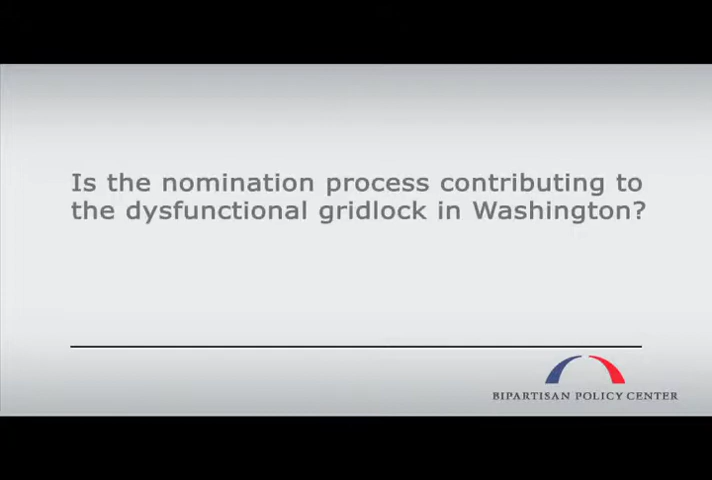 Is the nomination process contributing to
the dysfunctional gridlock in Washington?
BIPARTISAN POLICY CENTER